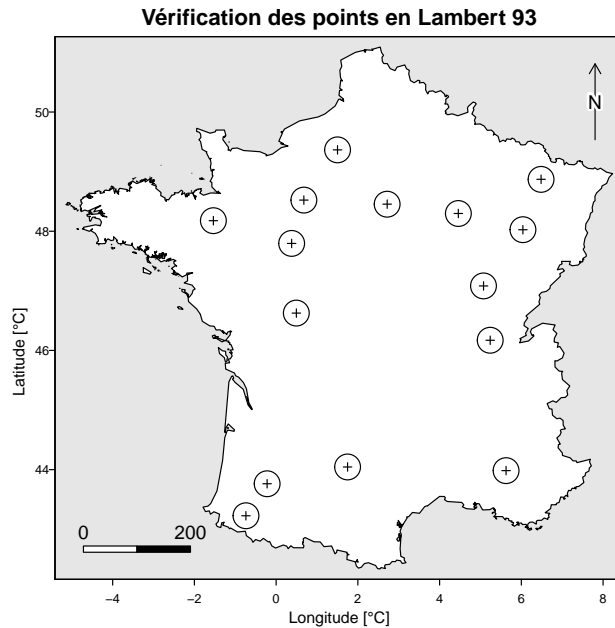 Vérification des points en Lambert 93
N
50
48
46
44
Latitude [°C]
0 200
−4 −2 0 2 4 6 8
Longitude [°C]